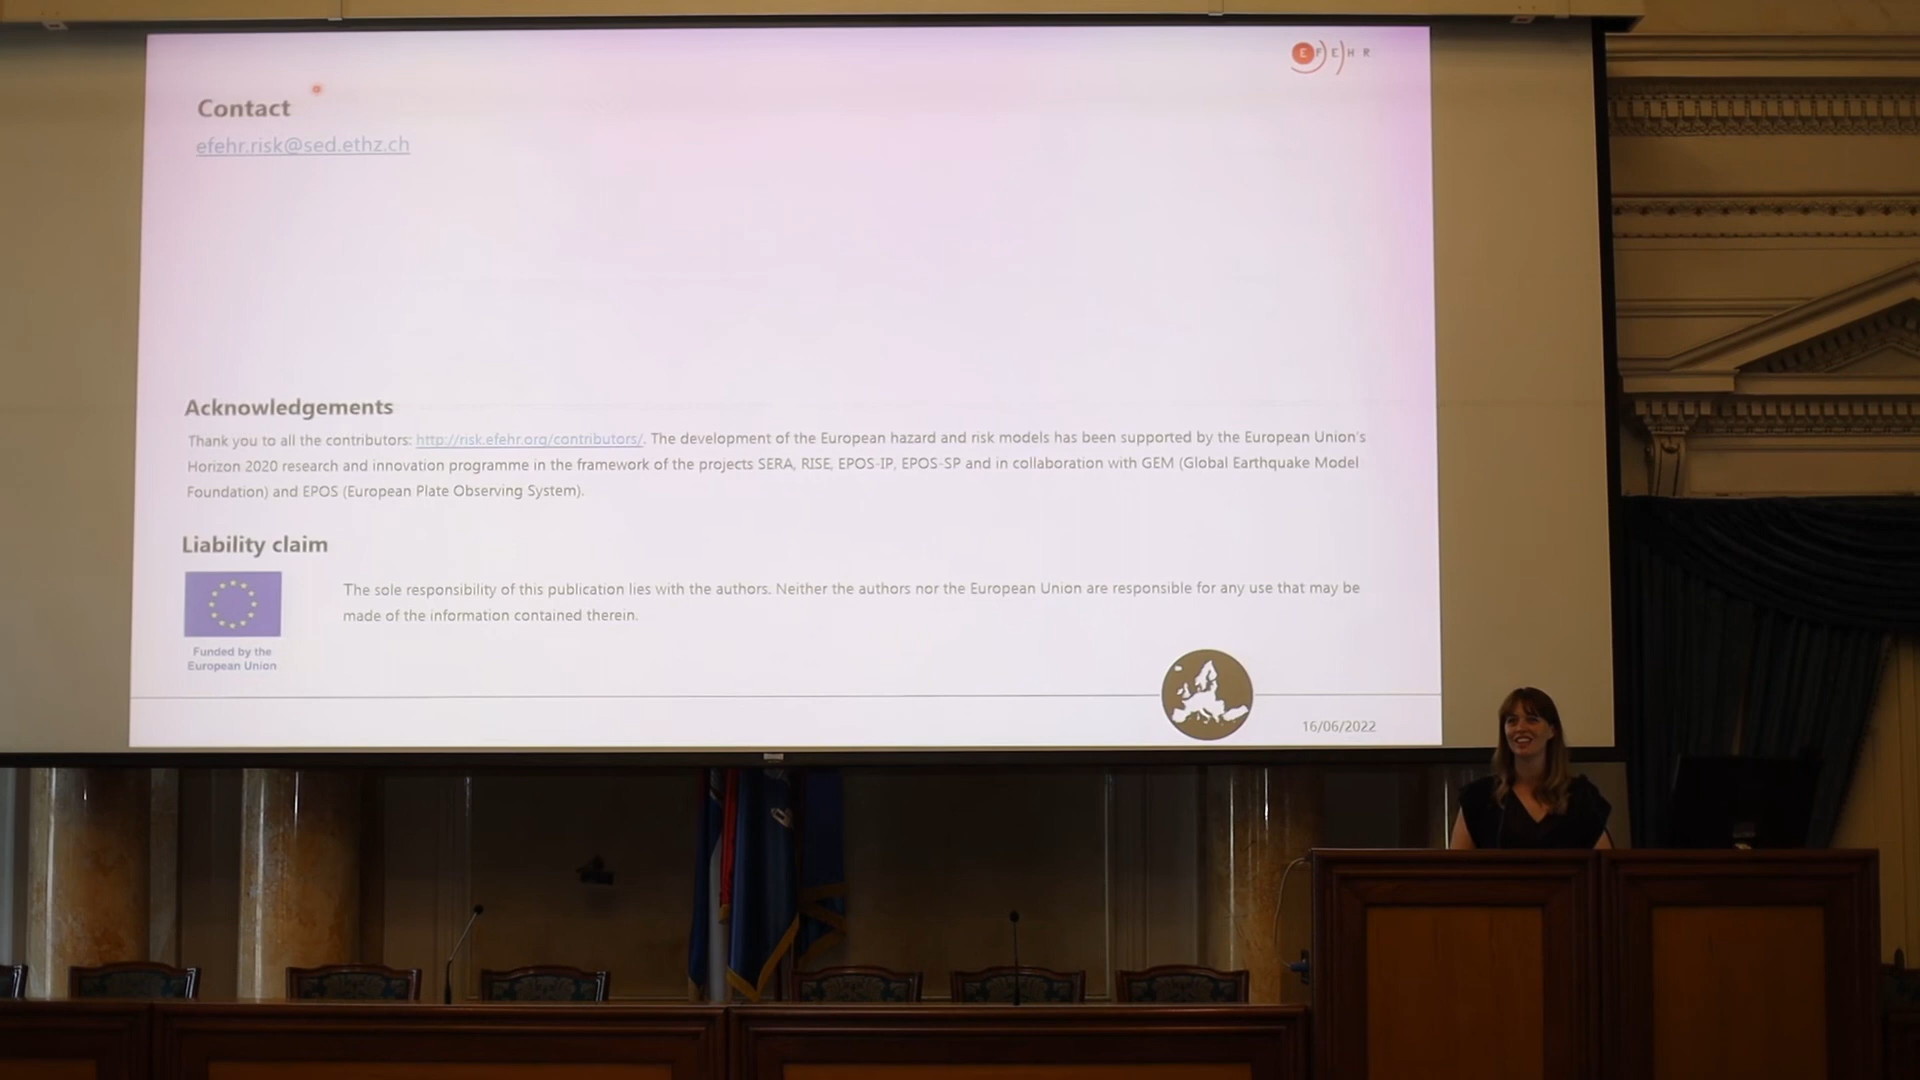 E F E H R
Contact
efehr.risk@sed.ethz.ch
Acknowledgements
Thank you to all the contributors: http://risk.efehr.org/contributors/. The development of the European hazard and risk models has been supported by the European Union's
Horizon 2020 research and innovation programme in the framework of the projects SERA, RISE, EPOS-IP, EPOS-SP and in collaboration with GEM (Global Earthquake Model
Foundation) and EPOS (European Plate Observing System).
Liability claim
The sole responsibility of this publication lies with the authors. Neither the authors nor the European Union are responsible for any use that may be
made of the information contained therein.
Funded by the
European Union
16/06/2022